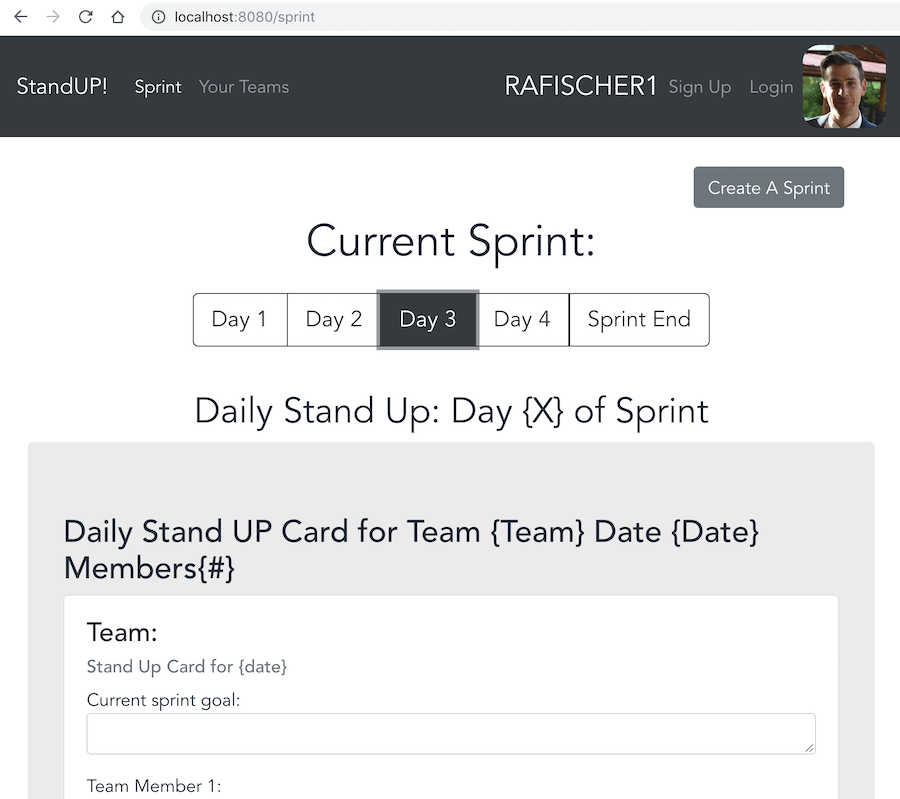 localhost:8080/sprint
StandUP! Sprint Your Teams RAFISCHER1 Sign Up Login
Create A Sprint
Current Sprint:
Day 1 Day 2 Day 3 Day 4 Sprint End
Daily Stand Up: Day {X} of Sprint
Daily Stand UP Card for Team {Team} Date {Date}
Members{#}
Team:
Stand Up Card for {date}
Current sprint goal:
Team Member 1: